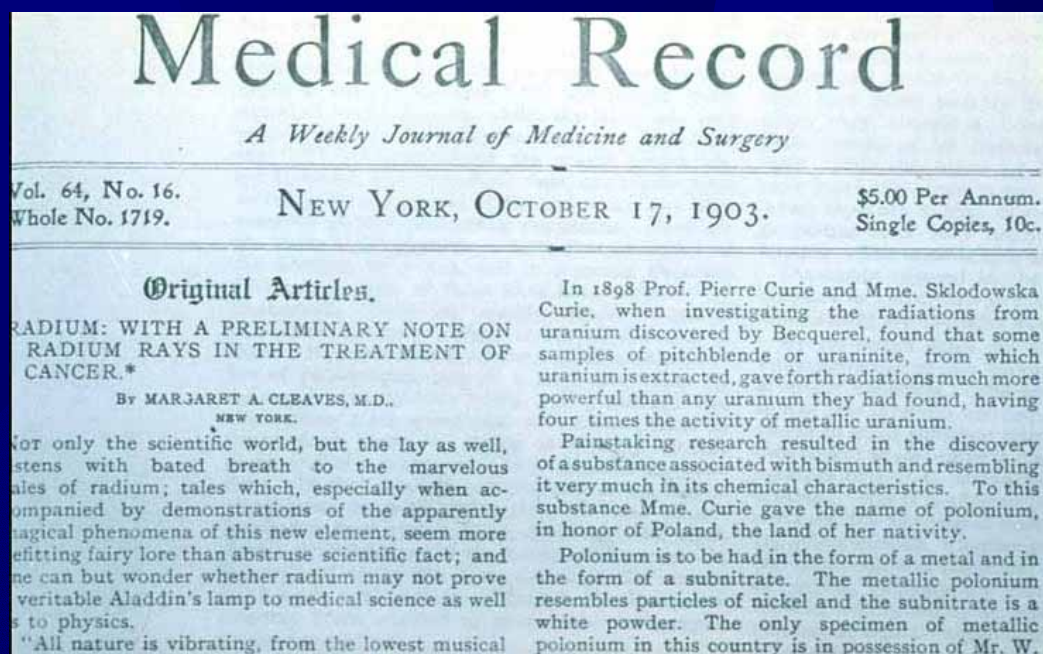 Medical Record
A Weekly Journal of Medicine and Surgery
Vol. 64, No. 16.
Whole No. 1719.
NEW YORK, OCTOBER 17, 1903.
$5.00 Per Annum.
Single Copies, 10c.
Original Articles.
RADIUM: WITH A PRELIMINARY NOTE ON
RADIUM RAYS IN THE TREATMENT OF
CANCER.*
BY MARGARET A. CLEAVES, M.D.,
NEW YORK.
NOT only the scientific world, but the lay as well,
stens with bated breath to the marvelous
ales of radium; tales which, especially when ac-
ompanied by demonstrations of the apparently
agical phenomena of this new element, seem more
efitting fairy lore than abstruse scientific fact; and
ne can but wonder whether radium may not prove
veritable Aladdin's lamp to medical science as well
s to physics.
"All nature is vibrating, from the lowest musical
In 1898 Prof. Pierre Curie and Mme. Sklodowska
Curie, when investigating the radiations from
uranium discovered by Becquerel, found that some
samples of pitchblende or uraninite, from which
uranium is extracted, gave forth radiations much more
powerful than any uranium they had found, having
four times the activity of metallic uranium.
Painstaking research resulted in the discovery
of a substance associated with bismuth and resembling
it very much in its chemical characteristics. To this
substance Mme. Curie gave the name of polonium,
in honor of Poland, the land of her nativity.
Polonium is to be had in the form of a metal and in
the form of a subnitrate. The metallic polonium
resembles particles of nickel and the subnitrate is a
white powder. The only specimen of metallic
polonium in this country is in possession of Mr. W.